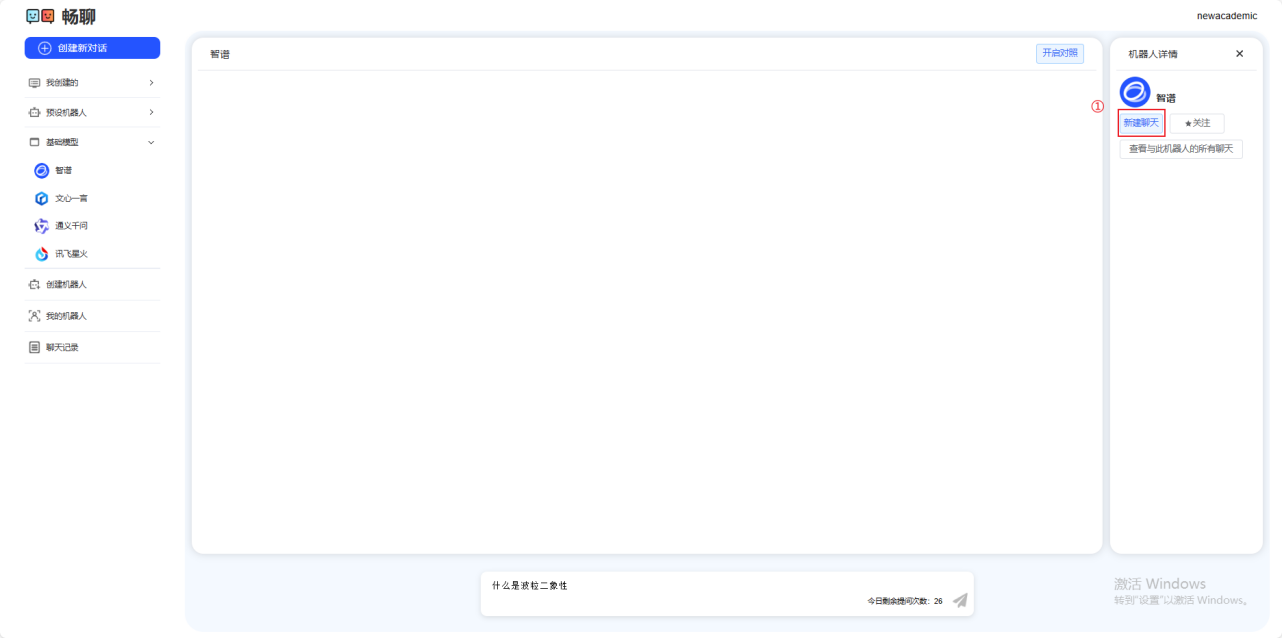 畅聊
newacademic
创建新对话
我创建的
预设机器人
基础模型
智谱
文心一言
通义千问
讯飞星火
创建机器人
我的机器人
聊天记录
智谱
开启对照
什么是波粒二象性
今日剩余提问次数: 26
机器人详情
智谱
①
新建聊天
★关注
查看与此机器人的所有聊天
激活 Windows
转到"设置"以激活 Windows。